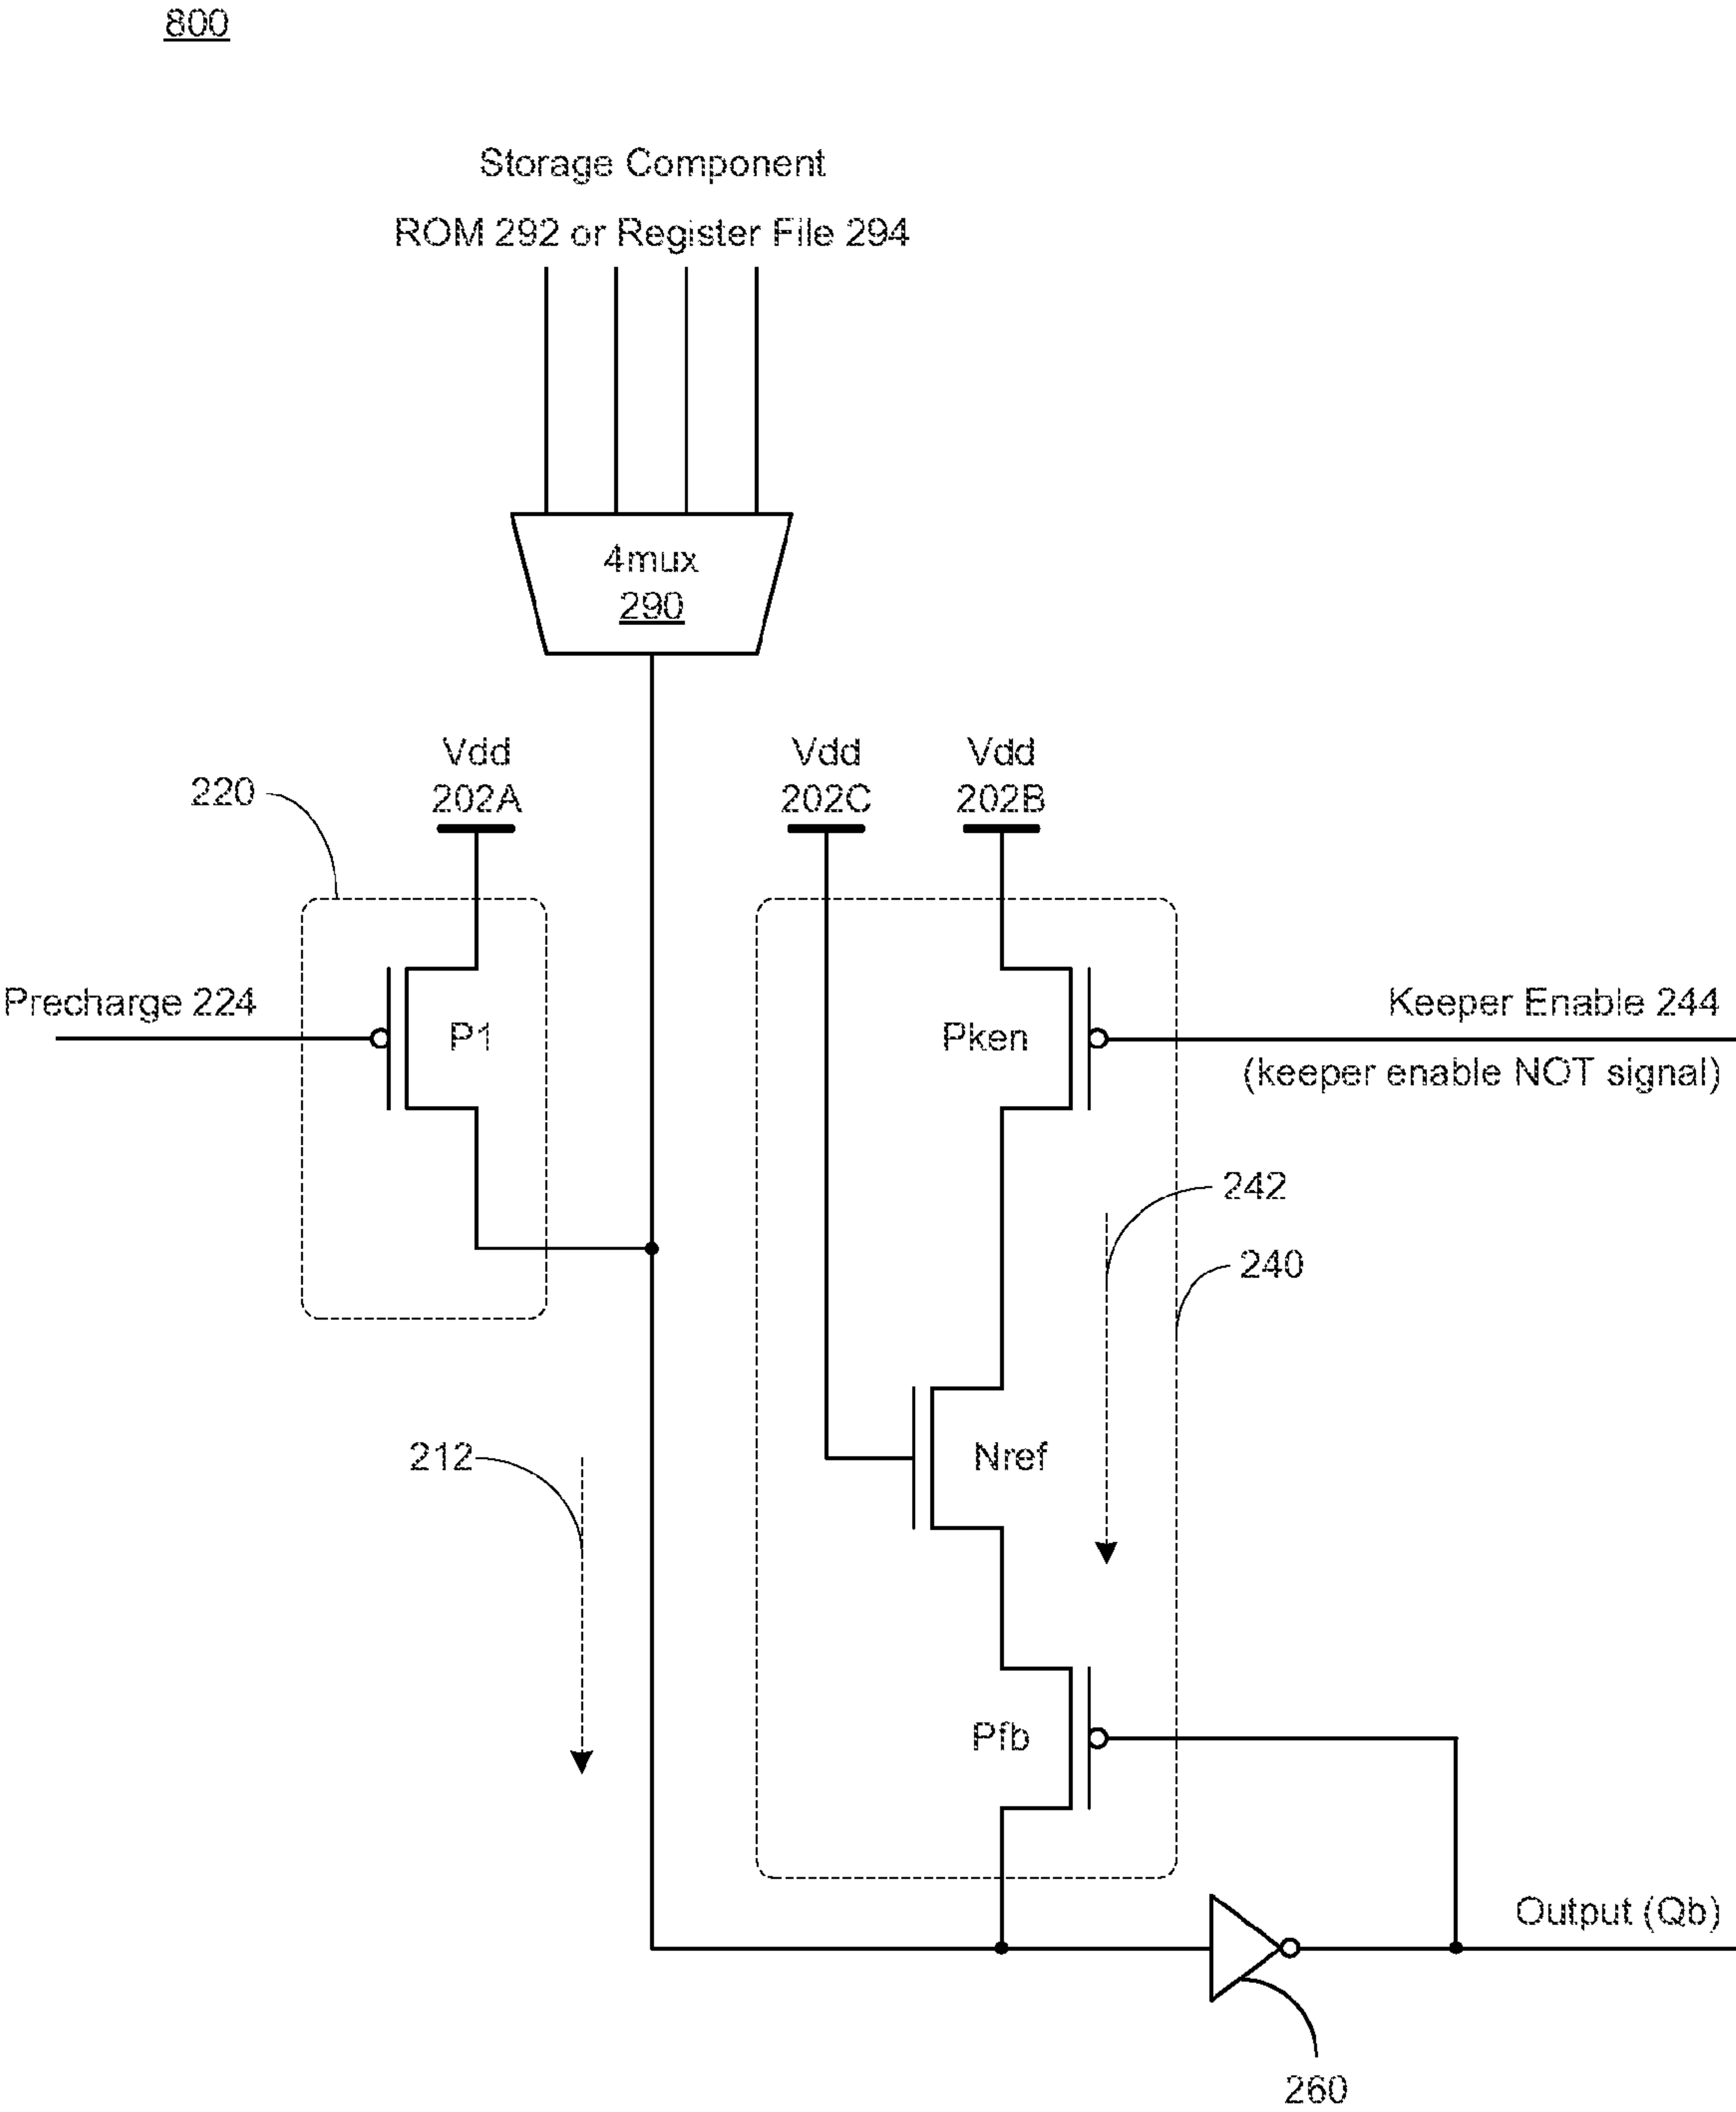 800
Storage Component
ROM 292 or Register File 294
4mux
290
Vdd
202A
Vdd
202C
Vdd
202B
220
Precharge 224
P1
Pken
Keeper Enable 244
(keeper enable NOT signal)
242
240
212
Nref
Pfb
Output (Qb)
260